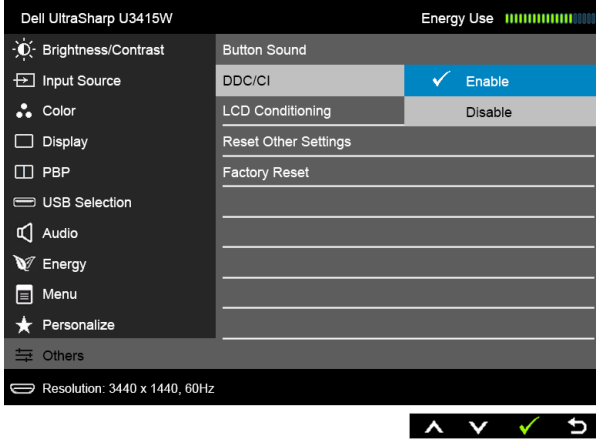 Dell UltraSharp U3415W Energy Use
Brightness/Contrast Button Sound
Input Source DDC/CI Enable
Color LCD Conditioning Disable
Display Reset Other Settings
PBP Factory Reset
USB Selection
Audio
Energy
Menu
Personalize
Others
Resolution: 3440 x 1440, 60Hz